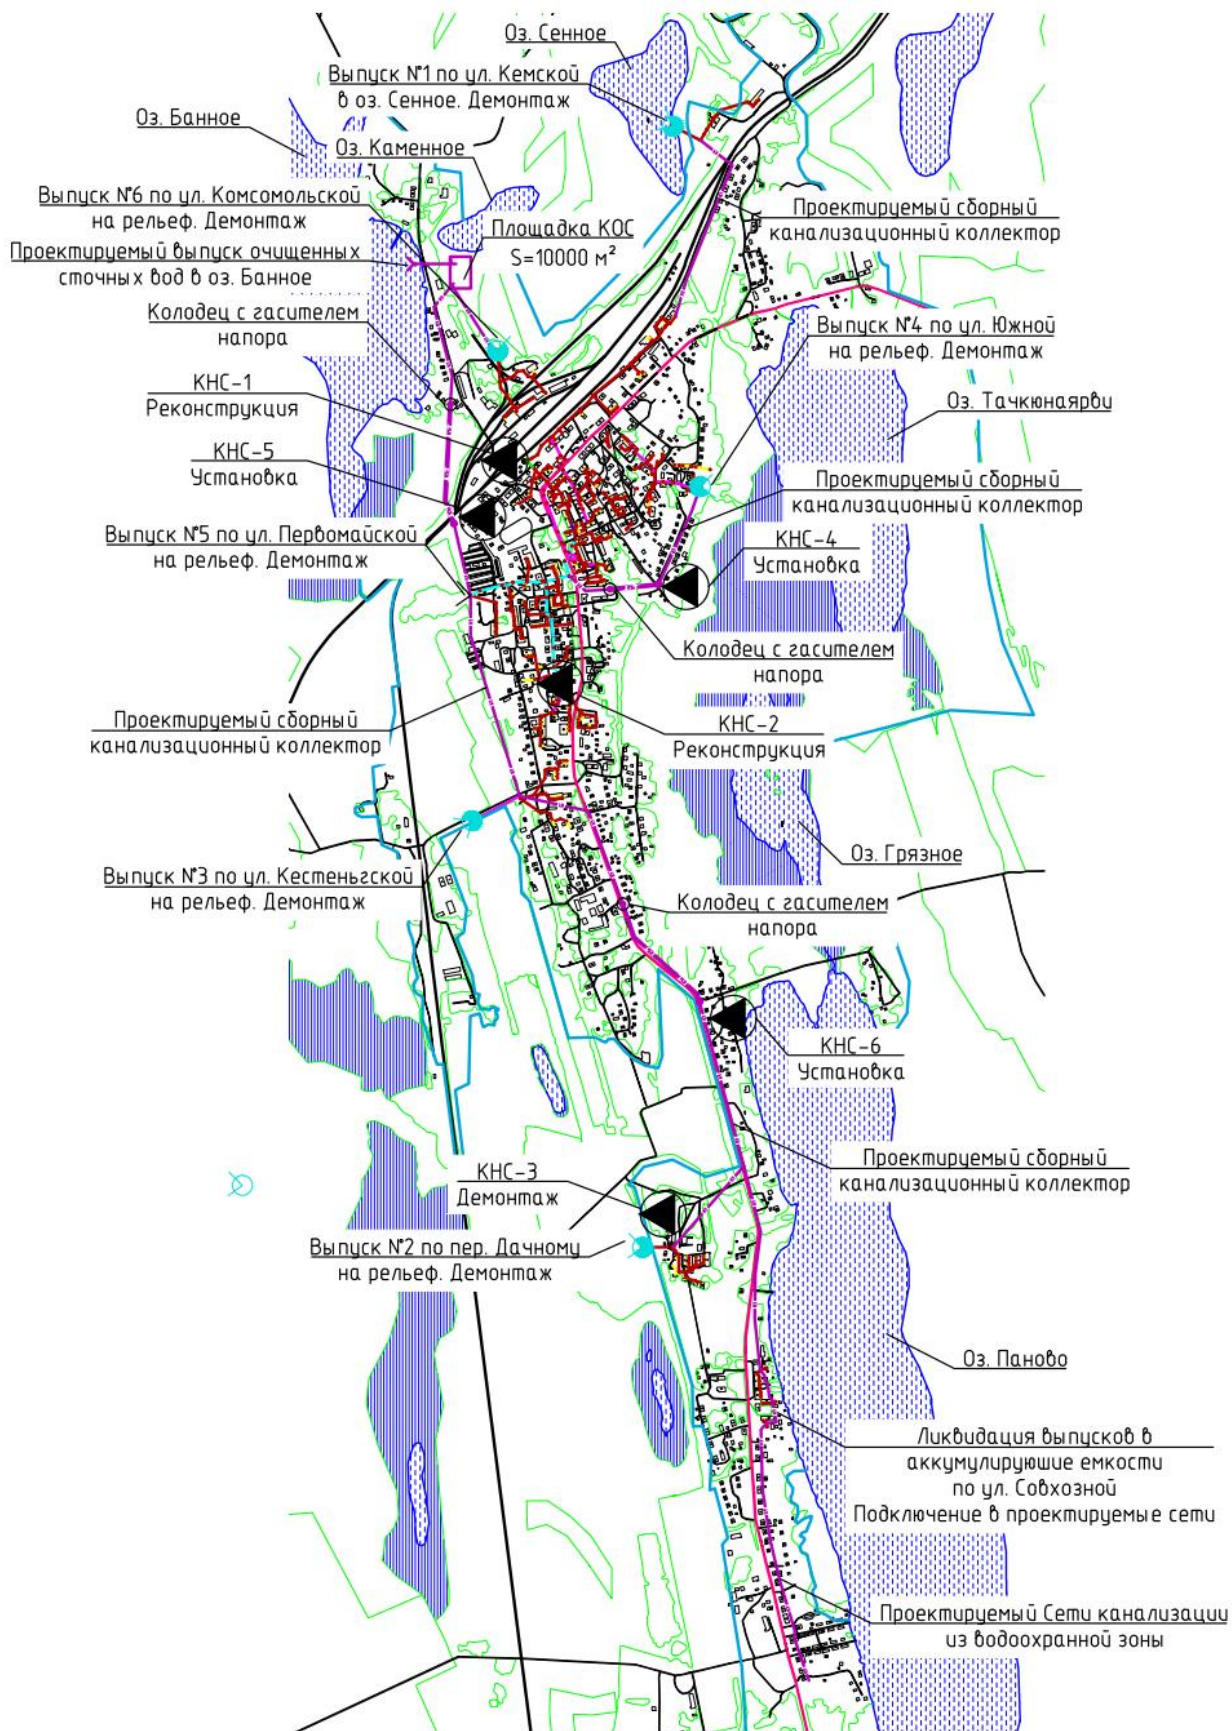 Оз. Сенное
Выпуск №1 по ул. Кемской
в оз. Сенное. Демонтаж
Оз. Банное
Оз. Каменное
Выпуск №6 по ул. Комсомольской
на рельеф. Демонтаж
Площадка КОС
S=10000 м²
Проектируемый сборный
канализационный коллектор
Проектируемый выпуск очищенных
сточных вод в оз. Банное
Колодец с гасителем
напора
Выпуск №4 по ул. Южной
на рельеф. Демонтаж
КНС-1
Реконструкция
Оз. Тачкюнаярви
КНС-5
Установка
Проектируемый сборный
канализационный коллектор
Выпуск №5 по ул. Первомайской
на рельеф. Демонтаж
КНС-4
Установка
Колодец с гасителем
напора
Проектируемый сборный
канализационный коллектор
КНС-2
Реконструкция
Оз. Грязное
Выпуск №3 по ул. Кестеньгской
на рельеф. Демонтаж
Колодец с гасителем
напора
КНС-6
Установка
Проектируемый сборный
канализационный коллектор
КНС-3
Демонтаж
Выпуск №2 по пер. Дачному
на рельеф. Демонтаж
Оз. Паново
Ликвидация выпусков в
аккумулируюшие емкости
по ул. Совхозной
Подключение в проектируемые сети
Проектируемый Сети канализации
из водоохранной зоны